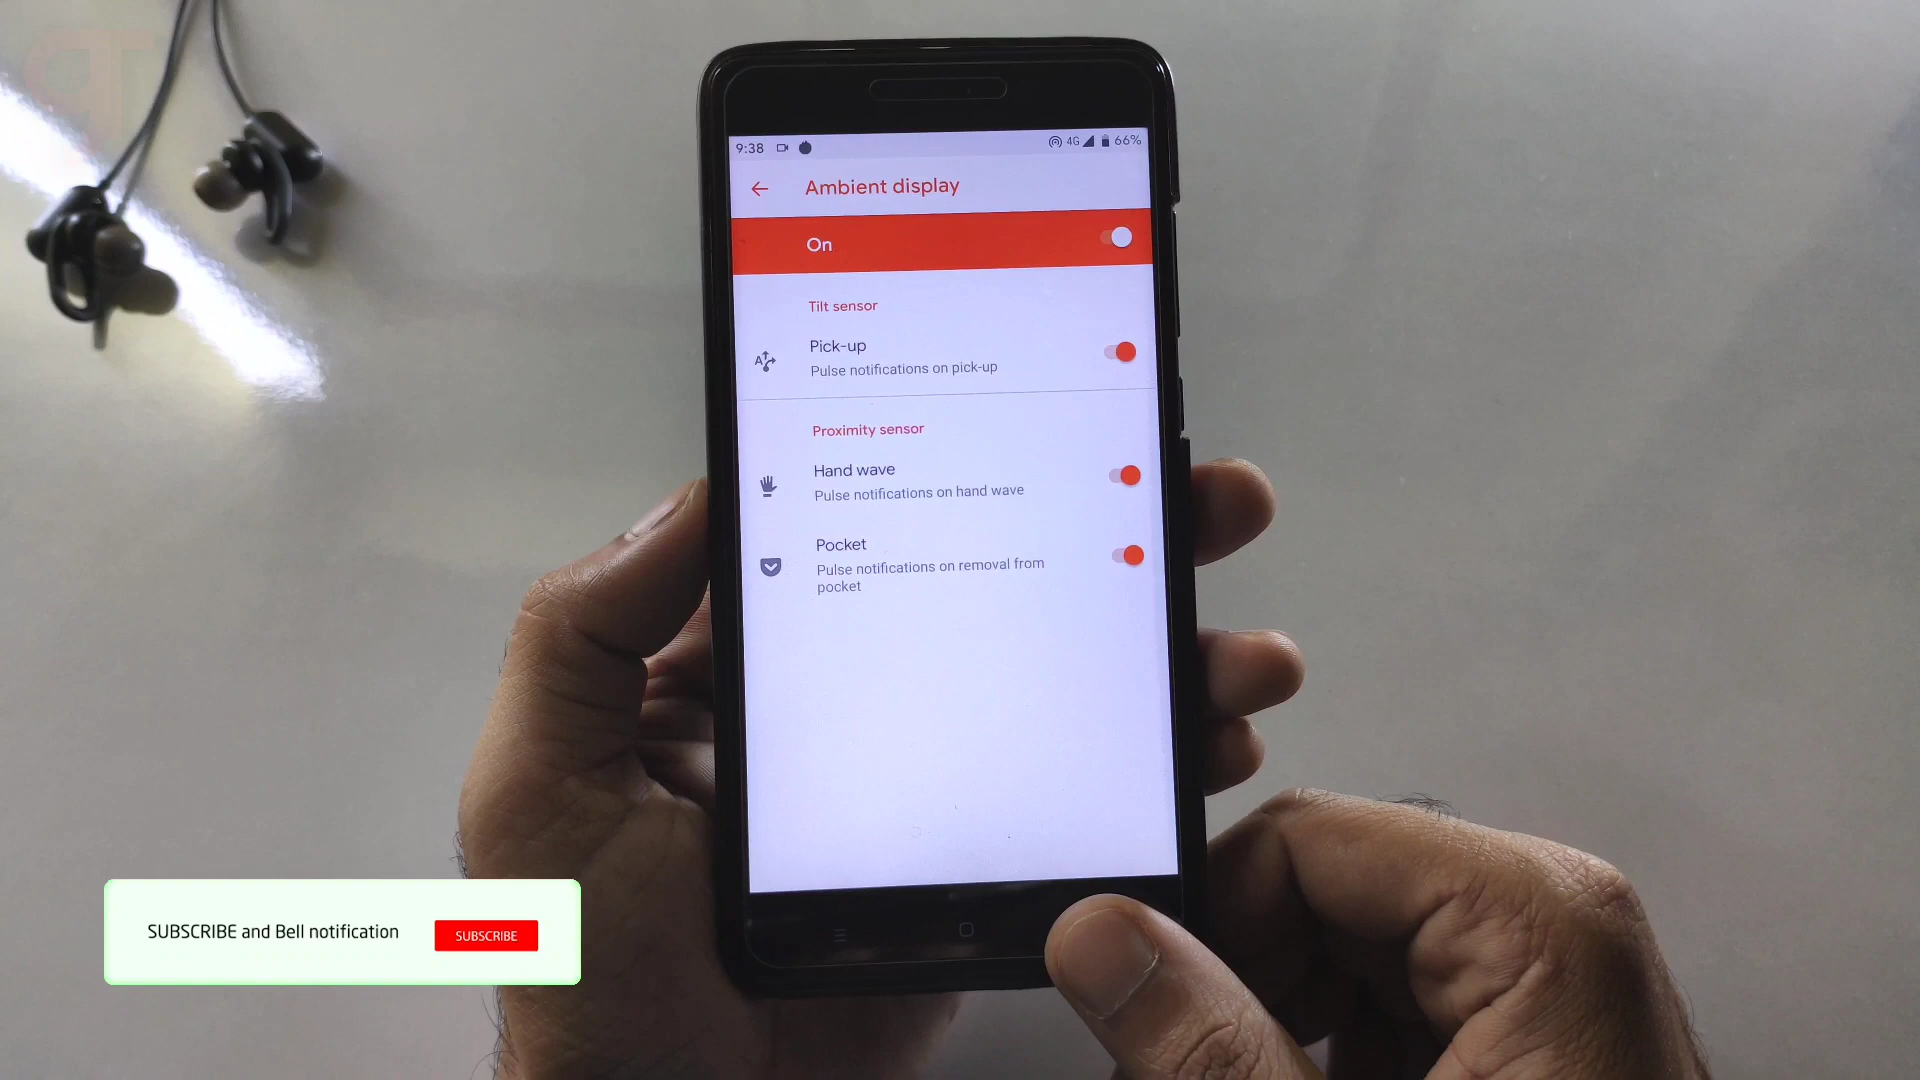 9:38
4G
66%
Ambient display
On
Tilt sensor
Pick-up
Pulse notifications on pick-up
Proximity sensor
Hand wave
Pulse notifications on hand wave
Pocket
Pulse notifications on removal from
pocket
SUBSCRIBE and Bell notification
SUBSCRIBE